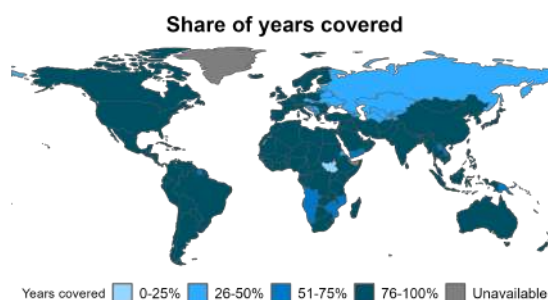 Share of years covered
Years covered 0-25% 26-50% 51-75% 76-100% Unavailable